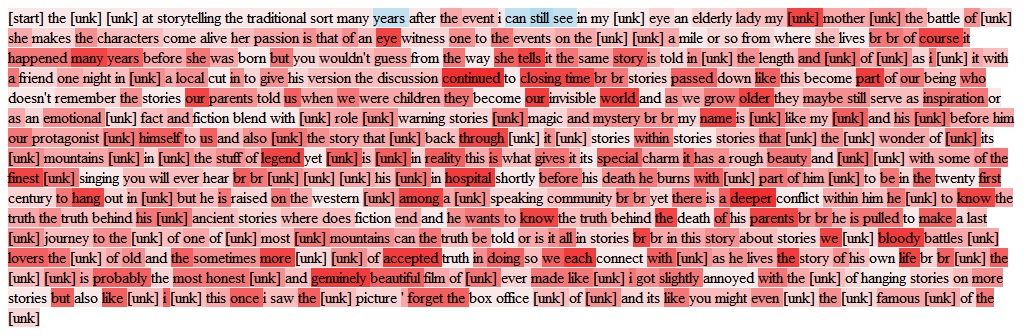 [start] the [unk] [unk] at storytelling the traditional sort many years after the event i can still see in my [unk] eye an elderly lady my [unk] mother [unk] the battle of [unk]
she makes the characters come alive her passion is that of an eye witness one to the events on the [unk] [unk] a mile or so from where she lives br br of course it
happened many years before she was born but you wouldn't guess from the way she tells it the same story is told in [unk] the length and [unk] of [unk] as i [unk] it with
a friend one night in [unk] a local cut in to give his version the discussion continued to closing time br br stories passed down like this become part of our being who
doesn't remember the stories our parents told us when we were children they become our invisible world and as we grow older they maybe still serve as inspiration or
as an emotional [unk] fact and fiction blend with [unk] role [unk] warning stories [unk] magic and mystery br br my name is [unk] like my [unk] and his [unk] before him
our protagonist [unk] himself to us and also [unk] the story that [unk] back through [unk] it [unk] stories within stories stories that [unk] the [unk] wonder of [unk] its
[unk] mountains [unk] in [unk] the stuff of legend yet [unk] is [unk] in reality this is what gives it its special charm it has a rough beauty and [unk] [unk] with some of the
finest [unk] singing you will ever hear br br [unk] [unk] [unk] his [unk] in hospital shortly before his death he burns with [unk] part of him [unk] to be in the twenty first
century to hang out in [unk] but he is raised on the western [unk] among a [unk] speaking community br br yet there is a deeper conflict within him he [unk] to know the
truth the truth behind his [unk] ancient stories where does fiction end and he wants to know the truth behind the death of his parents br br he is pulled to make a last
[unk] journey to the [unk] of one of [unk] most [unk] mountains can the truth be told or is it all in stories br br in this story about stories we [unk] bloody battles [unk]
lovers the [unk] of old and the sometimes more [unk] [unk] of accepted truth in doing so we each connect with [unk] as he lives the story of his own life br br [unk] the
[unk] [unk] is probably the most honest [unk] and genuinely beautiful film of [unk] ever made like [unk] i got slightly annoyed with the [unk] of hanging stories on more
stories but also like [unk] i [unk] this once i saw the [unk] picture ' forget the box office [unk] of [unk] and its like you might even [unk] the [unk] famous [unk] of the
[unk]